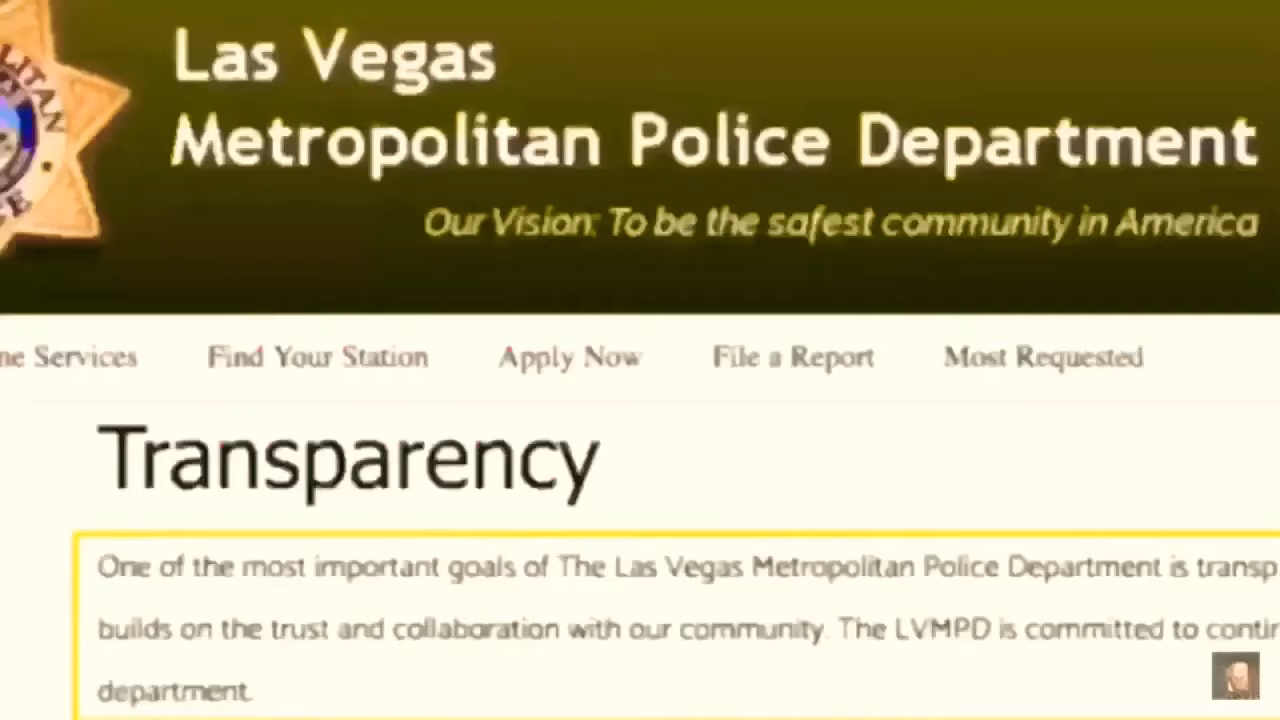 Las Vegas
Metropolitan Police Department
Our Vision: To be the safest community in America
Services Find Your Station Apply Now File a Report Most Requested
Transparency
One of the most important goals of The Las Vegas Metropolitan Police Department is
builds on the trust and collaboration with our community. The LVMPD is committed to
department.